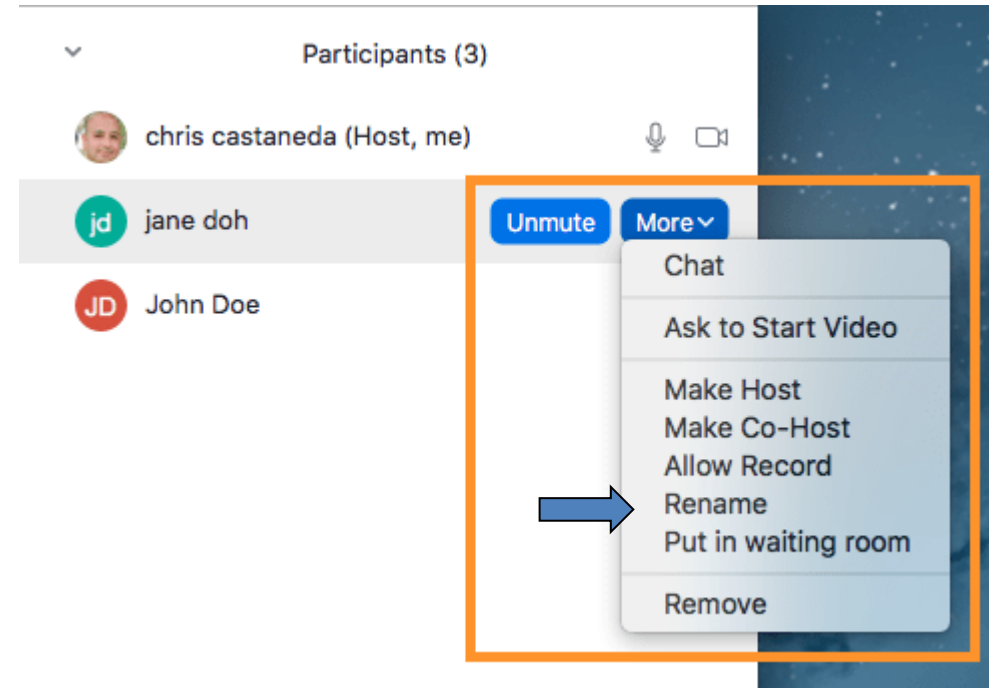 Participants (3)
chris castaneda (Host, me)
jd jane doh Unmute More
JD John Doe
Chat
Ask to Start Video
Make Host
Make Co-Host
Allow Record
Rename
Put in waiting room
Remove